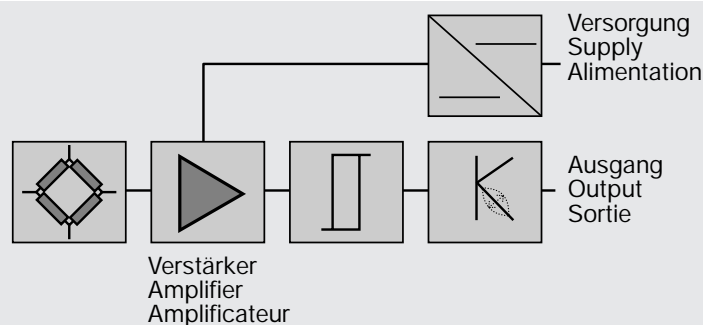 Versorgung
Supply
Alimentation
Ausgang
Output
Sortie
Verstärker
Amplifier
Amplificateur